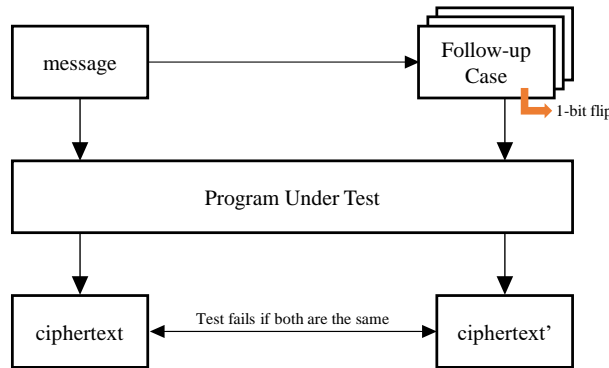 message
Follow-up
Case
1-bit flip
Program Under Test
Test fails if both are the same
ciphertext
ciphertext’